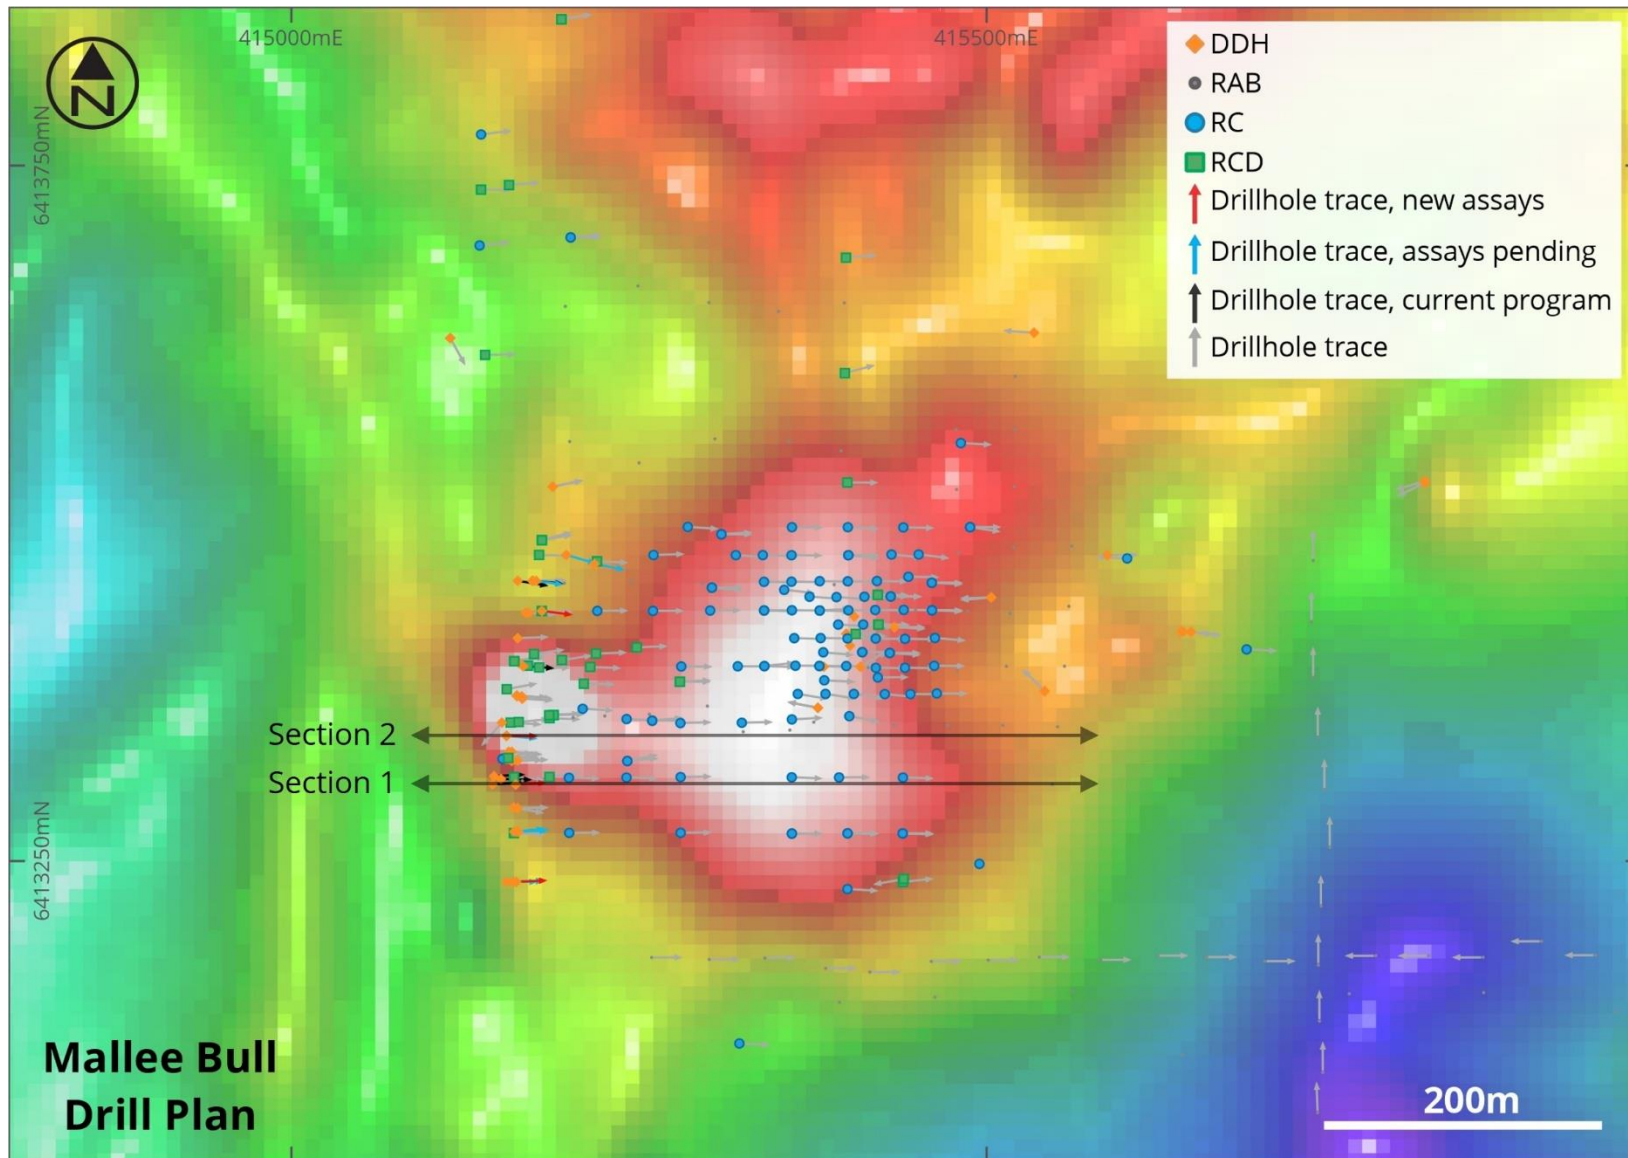 415000mE
415500mE
N
6413750mN
6413250mN
DDH
RAB
RC
RCD
Drillhole trace, new assays
Drillhole trace, assays pending
Drillhole trace, current program
Drillhole trace
Section 2
Section 1
Mallee Bull
Drill Plan
200m